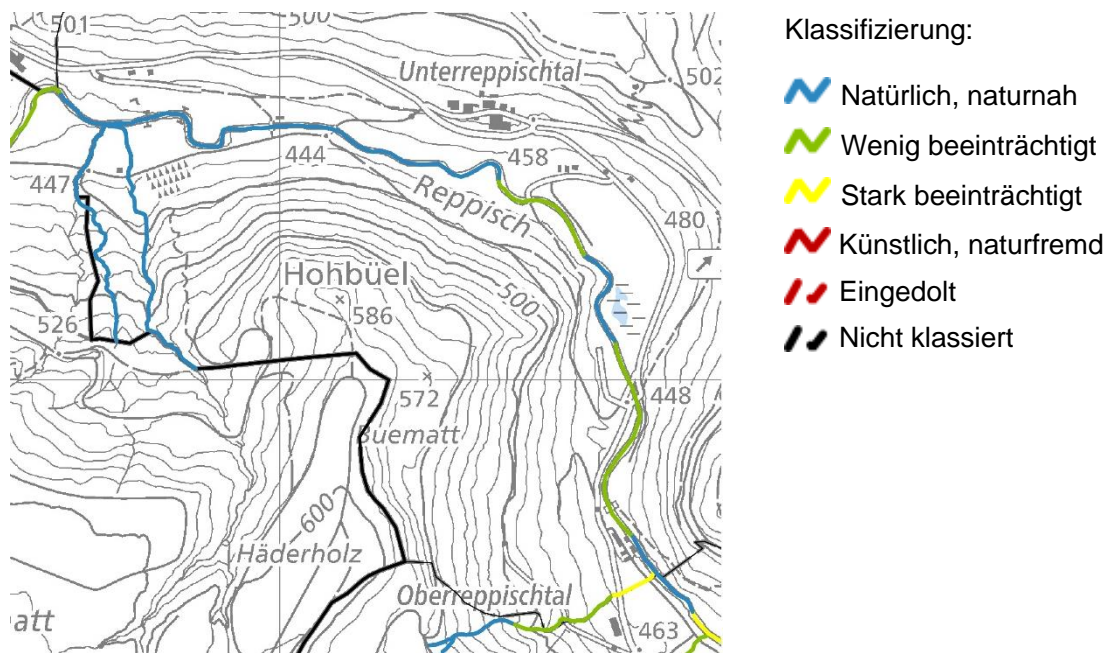 501
500
Unterreppischtal
502
444
458
447
Reppisch
480
Hohbüel
500
586
526
572
448
Buematt
600
Häderholz
Oberreppischtal
att
463
Klassifizierung:
Natürlich, naturnah
Wenig beeinträchtigt
Stark beeinträchtigt
Künstlich, naturfremd
Eingedolt
Nicht klassiert